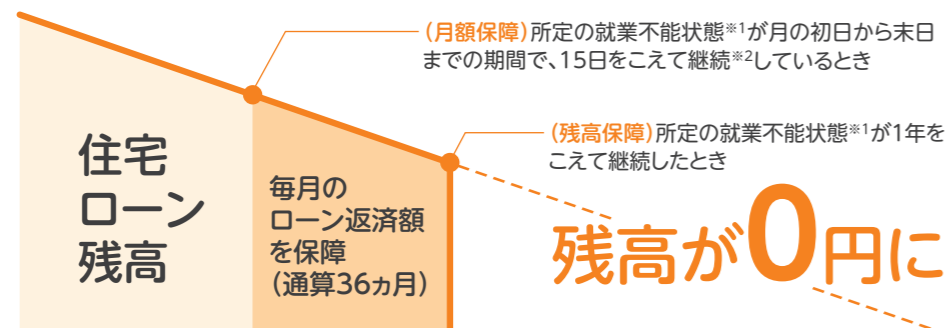 (月額保障)所定の就業不能状態※1が月の初日から末日
までの期間で、15日をこえて継続※2しているとき
(残高保障)所定の就業不能状態※1が1年を
こえて継続したとき
住宅
ローン
残高
毎月の
ローン返済額
を保障
(通算36ヵ月)
残高が0円に